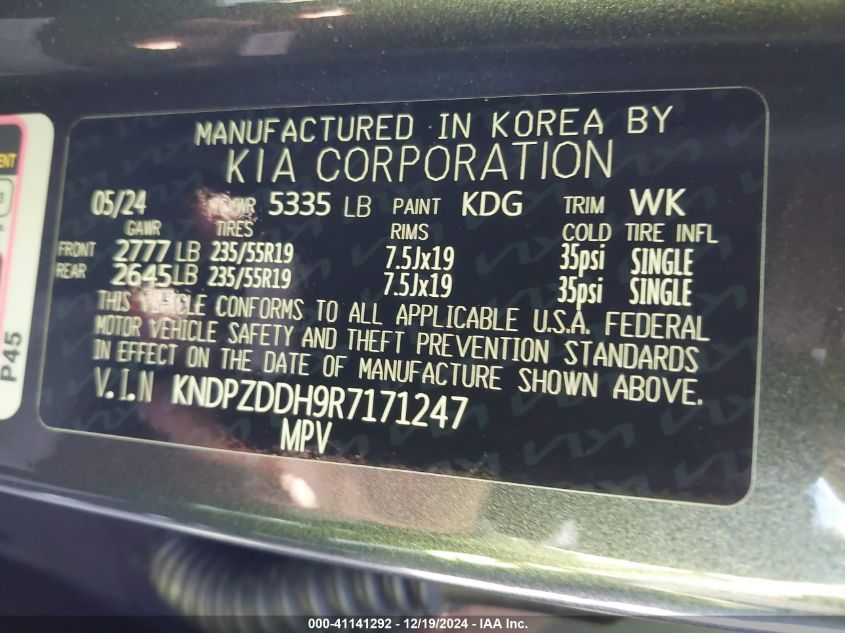 MANUFACTURED IN KOREA BY
KIA CORPORATION
05/24 GVWR 5335 LB PAINT KDG TRIM WK
GAWR TIRES RIMS COLD TIRE INFL
FRONT 2777 LB 235/55R19 7.5Jx19 35psi SINGLE
REAR 2645 LB 235/55R19 7.5Jx19 35psi SINGLE
THIS VEHICLE CONFORMS TO ALL APPLICABLE U.S.A. FEDERAL
MOTOR VEHICLE SAFETY AND THEFT PREVENTION STANDARDS
IN EFFECT ON THE DATE OF MANUFACTURE SHOWN ABOVE.
V.I.N KNDPZDDH9R7171247
MPV
P45
000-41141292 - 12/19/2024 - IAA Inc.